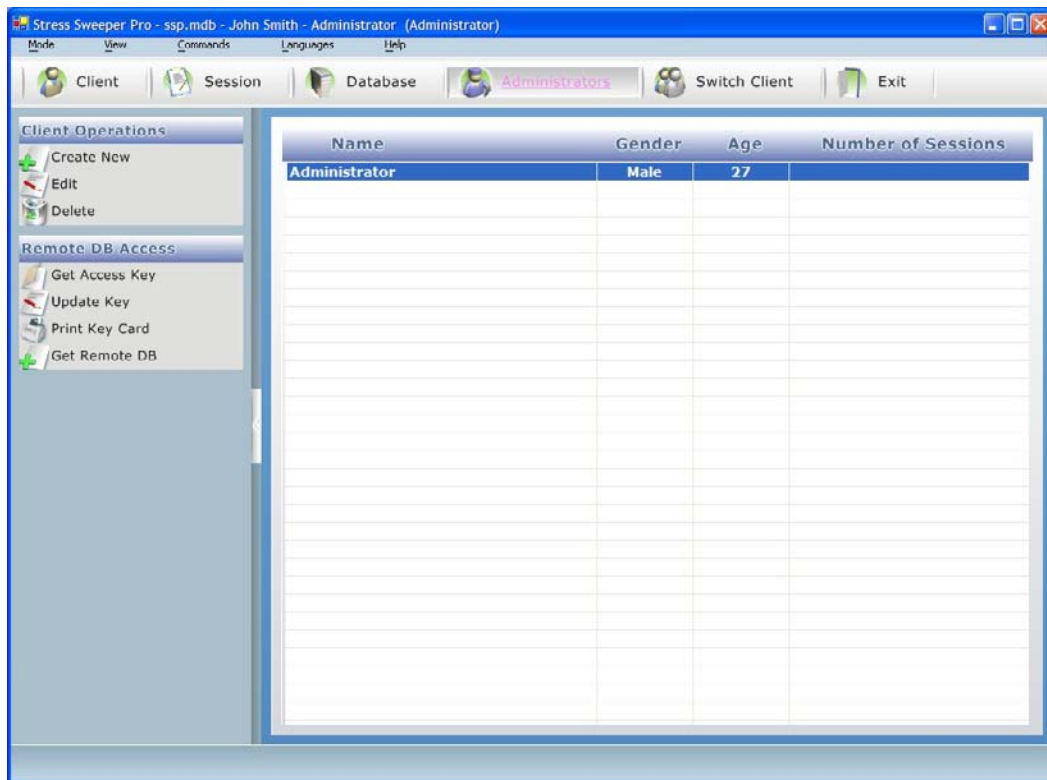 Stress Sweeper Pro - ssp.mdb - John Smith - Administrator (Administrator)
Mode View Commands Languages Help
Client Session Database Administrators Switch Client Exit
Client Operations
Create New
Edit
Delete
Remote DB Access
Get Access Key
Update Key
Print Key Card
Get Remote DB
Name Gender Age Number of Sessions
Administrator Male 27